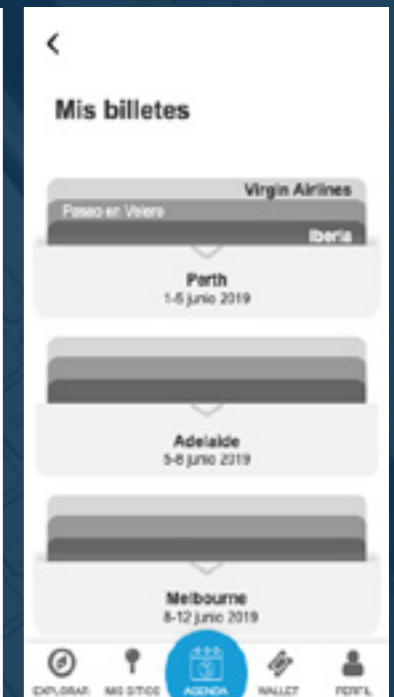 Mis billetes
Virgin Airlines
Paseo en Velero
Iberia
Perth
1-5 junio 2019
Adelaide
5-8 junio 2019
Melbourne
8-12 junio 2019
EXPLORAR MIS SITIOS AGENDA WALLET PERFIL